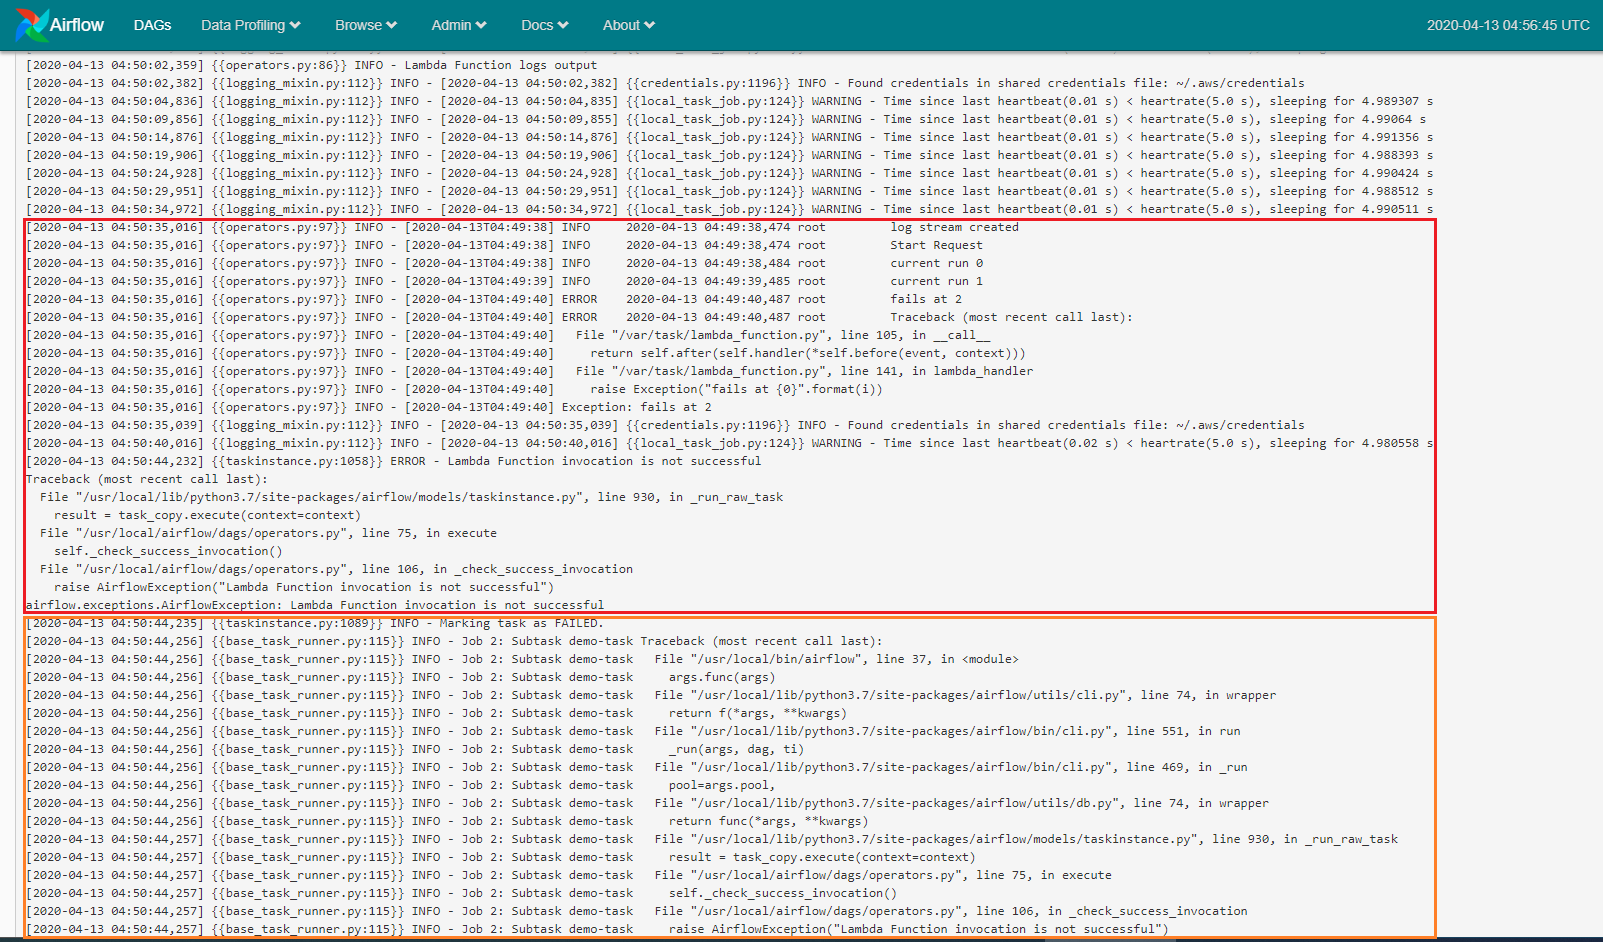 Airflow DAGs Data Profiling Browse Admin Docs About 2020-04-13 04:56:45 UTC
[2020-04-13 04:50:02,359] {{operators.py:86}} INFO - Lambda Function logs output
[2020-04-13 04:50:02,382] {{logging_mixin.py:112}} INFO - [2020-04-13 04:50:02,382] {{credentials.py:1196}} INFO - Found credentials in shared credentials file: ~/.aws/credentials
[2020-04-13 04:50:04,836] {{logging_mixin.py:112}} INFO - [2020-04-13 04:50:04,835] {{local_task_job.py:124}} WARNING - Time since last heartbeat(0.01 s) < heartrate(5.0 s), sleeping for 4.989307 s
[2020-04-13 04:50:09,856] {{logging_mixin.py:112}} INFO - [2020-04-13 04:50:09,855] {{local_task_job.py:124}} WARNING - Time since last heartbeat(0.01 s) < heartrate(5.0 s), sleeping for 4.99064 s
[2020-04-13 04:50:14,876] {{logging_mixin.py:112}} INFO - [2020-04-13 04:50:14,876] {{local_task_job.py:124}} WARNING - Time since last heartbeat(0.01 s) < heartrate(5.0 s), sleeping for 4.991356 s
[2020-04-13 04:50:19,906] {{logging_mixin.py:112}} INFO - [2020-04-13 04:50:19,906] {{local_task_job.py:124}} WARNING - Time since last heartbeat(0.01 s) < heartrate(5.0 s), sleeping for 4.988393 s
[2020-04-13 04:50:24,928] {{logging_mixin.py:112}} INFO - [2020-04-13 04:50:24,928] {{local_task_job.py:124}} WARNING - Time since last heartbeat(0.01 s) < heartrate(5.0 s), sleeping for 4.990424 s
[2020-04-13 04:50:29,951] {{logging_mixin.py:112}} INFO - [2020-04-13 04:50:29,951] {{local_task_job.py:124}} WARNING - Time since last heartbeat(0.01 s) < heartrate(5.0 s), sleeping for 4.988512 s
[2020-04-13 04:50:34,972] {{logging_mixin.py:112}} INFO - [2020-04-13 04:50:34,972] {{local_task_job.py:124}} WARNING - Time since last heartbeat(0.01 s) < heartrate(5.0 s), sleeping for 4.990511 s
[2020-04-13 04:50:35,016] {{operators.py:97}} INFO - [2020-04-13T04:49:38] INFO 2020-04-13 04:49:38,474 root log stream created
[2020-04-13 04:50:35,016] {{operators.py:97}} INFO - [2020-04-13T04:49:38] INFO 2020-04-13 04:49:38,474 root Start Request
[2020-04-13 04:50:35,016] {{operators.py:97}} INFO - [2020-04-13T04:49:38] INFO 2020-04-13 04:49:38,484 root current run 0
[2020-04-13 04:50:35,016] {{operators.py:97}} INFO - [2020-04-13T04:49:39] INFO 2020-04-13 04:49:39,485 root current run 1
[2020-04-13 04:50:35,016] {{operators.py:97}} INFO - [2020-04-13T04:49:40] ERROR 2020-04-13 04:49:40,487 root fails at 2
[2020-04-13 04:50:35,016] {{operators.py:97}} INFO - [2020-04-13T04:49:40] ERROR 2020-04-13 04:49:40,487 root Traceback (most recent call last):
[2020-04-13 04:50:35,016] {{operators.py:97}} INFO - [2020-04-13T04:49:40] File "/var/task/lambda_function.py", line 105, in __call__
[2020-04-13 04:50:35,016] {{operators.py:97}} INFO - [2020-04-13T04:49:40] return self.after(self.handler(*self.before(event, context)))
[2020-04-13 04:50:35,016] {{operators.py:97}} INFO - [2020-04-13T04:49:40] File "/var/task/lambda_function.py", line 141, in lambda_handler
[2020-04-13 04:50:35,016] {{operators.py:97}} INFO - [2020-04-13T04:49:40] raise Exception("fails at {0}".format(i))
[2020-04-13 04:50:35,016] {{operators.py:97}} INFO - [2020-04-13T04:49:40] Exception: fails at 2
[2020-04-13 04:50:35,039] {{logging_mixin.py:112}} INFO - [2020-04-13 04:50:35,039] {{credentials.py:1196}} INFO - Found credentials in shared credentials file: ~/.aws/credentials
[2020-04-13 04:50:40,016] {{logging_mixin.py:112}} INFO - [2020-04-13 04:50:40,016] {{local_task_job.py:124}} WARNING - Time since last heartbeat(0.02 s) < heartrate(5.0 s), sleeping for 4.980558 s
[2020-04-13 04:50:44,232] {{taskinstance.py:1058}} ERROR - Lambda Function invocation is not successful
Traceback (most recent call last):
File "/usr/local/lib/python3.7/site-packages/airflow/models/taskinstance.py", line 930, in _run_raw_task
result = task_copy.execute(context=context)
File "/usr/local/airflow/dags/operators.py", line 75, in execute
self._check_success_invocation()
File "/usr/local/airflow/dags/operators.py", line 106, in _check_success_invocation
raise AirflowException("Lambda Function invocation is not successful")
airflow.exceptions.AirflowException: Lambda Function invocation is not successful
[2020-04-13 04:50:44,235] {{taskinstance.py:1089}} INFO - Marking task as FAILED.
[2020-04-13 04:50:44,256] {{base_task_runner.py:115}} INFO - Job 2: Subtask demo-task Traceback (most recent call last):
[2020-04-13 04:50:44,256] {{base_task_runner.py:115}} INFO - Job 2: Subtask demo-task File "/usr/local/bin/airflow", line 37, in <module>
[2020-04-13 04:50:44,256] {{base_task_runner.py:115}} INFO - Job 2: Subtask demo-task args.func(args)
[2020-04-13 04:50:44,256] {{base_task_runner.py:115}} INFO - Job 2: Subtask demo-task File "/usr/local/lib/python3.7/site-packages/airflow/utils/cli.py", line 74, in wrapper
[2020-04-13 04:50:44,256] {{base_task_runner.py:115}} INFO - Job 2: Subtask demo-task return f(*args, **kwargs)
[2020-04-13 04:50:44,256] {{base_task_runner.py:115}} INFO - Job 2: Subtask demo-task File "/usr/local/lib/python3.7/site-packages/airflow/bin/cli.py", line 551, in run
[2020-04-13 04:50:44,256] {{base_task_runner.py:115}} INFO - Job 2: Subtask demo-task _run(args, dag, ti)
[2020-04-13 04:50:44,256] {{base_task_runner.py:115}} INFO - Job 2: Subtask demo-task File "/usr/local/lib/python3.7/site-packages/airflow/bin/cli.py", line 469, in _run
[2020-04-13 04:50:44,256] {{base_task_runner.py:115}} INFO - Job 2: Subtask demo-task pool=args.pool,
[2020-04-13 04:50:44,256] {{base_task_runner.py:115}} INFO - Job 2: Subtask demo-task File "/usr/local/lib/python3.7/site-packages/airflow/utils/db.py", line 74, in wrapper
[2020-04-13 04:50:44,256] {{base_task_runner.py:115}} INFO - Job 2: Subtask demo-task return func(*args, **kwargs)
[2020-04-13 04:50:44,257] {{base_task_runner.py:115}} INFO - Job 2: Subtask demo-task File "/usr/local/lib/python3.7/site-packages/airflow/models/taskinstance.py", line 930, in _run_raw_task
[2020-04-13 04:50:44,257] {{base_task_runner.py:115}} INFO - Job 2: Subtask demo-task result = task_copy.execute(context=context)
[2020-04-13 04:50:44,257] {{base_task_runner.py:115}} INFO - Job 2: Subtask demo-task File "/usr/local/airflow/dags/operators.py", line 75, in execute
[2020-04-13 04:50:44,257] {{base_task_runner.py:115}} INFO - Job 2: Subtask demo-task self._check_success_invocation()
[2020-04-13 04:50:44,257] {{base_task_runner.py:115}} INFO - Job 2: Subtask demo-task File "/usr/local/airflow/dags/operators.py", line 106, in _check_success_invocation
[2020-04-13 04:50:44,257] {{base_task_runner.py:115}} INFO - Job 2: Subtask demo-task raise AirflowException("Lambda Function invocation is not successful")